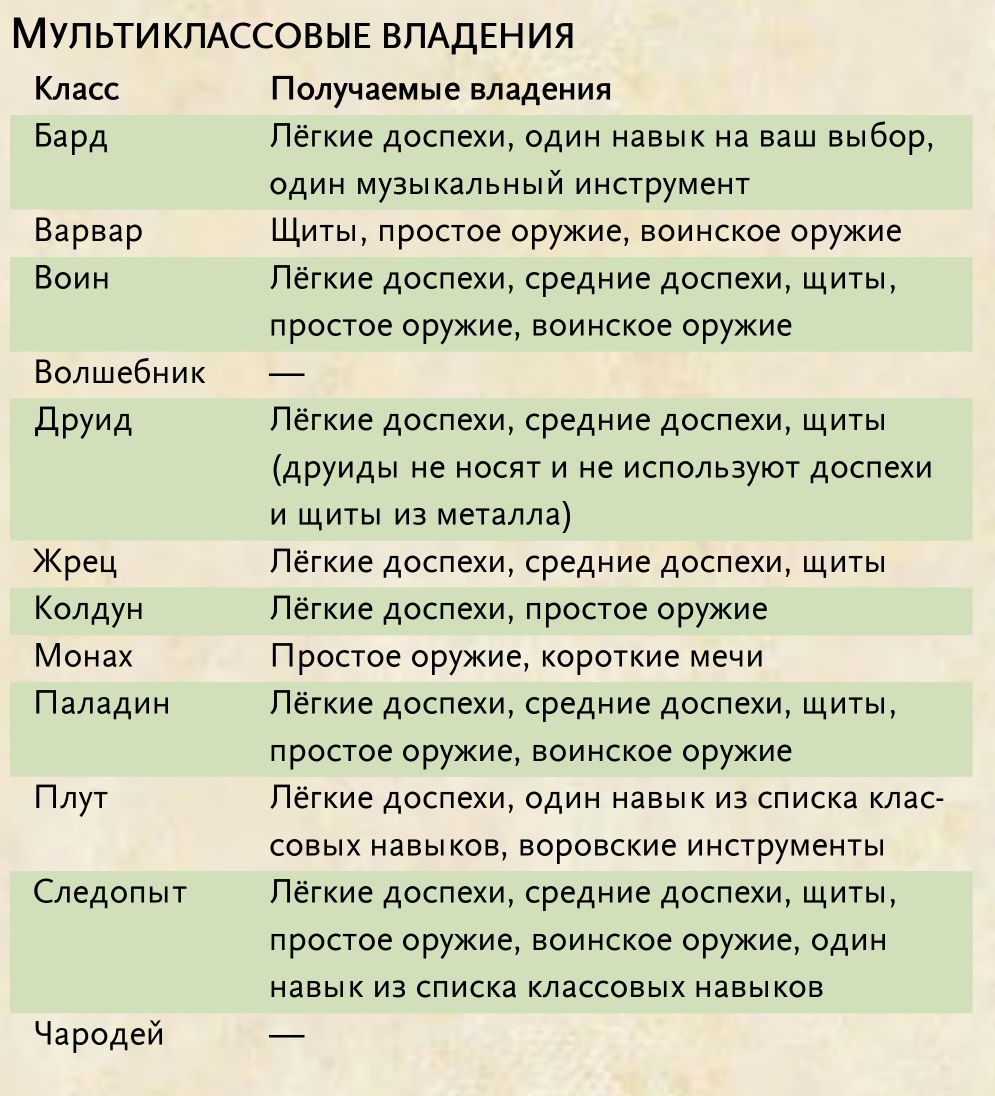 МУЛЬТИКЛАССОВЫЕ ВЛАДЕНИЯ
Класс Получаемые владения
Бард Лёгкие доспехи, один навык на ваш выбор,
один музыкальный инструмент
Варвар Щиты, простое оружие, воинское оружие
Воин Лёгкие доспехи, средние доспехи, щиты,
простое оружие, воинское оружие
Волшебник —
Друид Лёгкие доспехи, средние доспехи, щиты
(друиды не носят и не используют доспехи
и щиты из металла)
Жрец Лёгкие доспехи, средние доспехи, щиты
Колдун Лёгкие доспехи, простое оружие
Монах Простое оружие, короткие мечи
Паладин Лёгкие доспехи, средние доспехи, щиты,
простое оружие, воинское оружие
Плут Лёгкие доспехи, один навык из списка клас-
совых навыков, воровские инструменты
Следопыт Лёгкие доспехи, средние доспехи, щиты,
простое оружие, воинское оружие, один
навык из списка классовых навыков
Чародей —